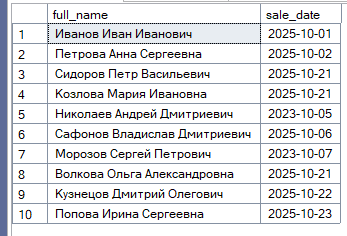 full_name sale_date
1 Иванов Иван Иванович 2025-10-01
2 Петрова Анна Сергеевна 2025-10-02
3 Сидоров Петр Васильевич 2025-10-21
4 Козлова Мария Ивановна 2025-10-21
5 Николаев Андрей Дмитриевич 2023-10-05
6 Сафонов Владислав Дмитриевич 2025-10-06
7 Морозов Сергей Петрович 2023-10-07
8 Волкова Ольга Александровна 2025-10-21
9 Кузнецов Дмитрий Олегович 2025-10-22
10 Попова Ирина Сергеевна 2025-10-23